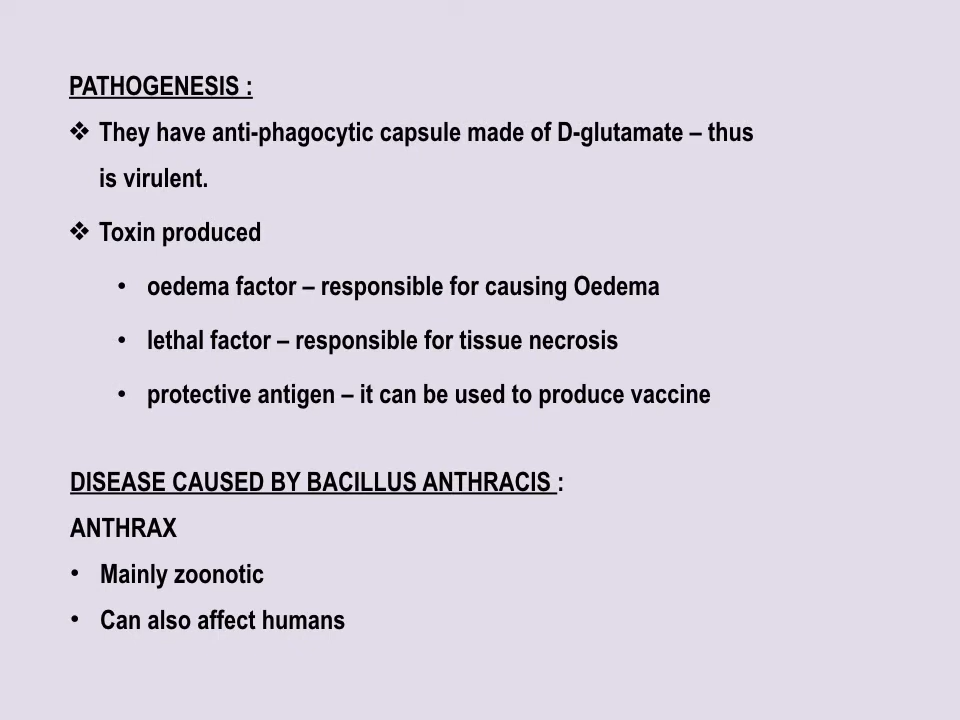 PATHOGENESIS :
❖ They have anti-phagocytic capsule made of D-glutamate – thus
is virulent.
❖ Toxin produced
• oedema factor – responsible for causing Oedema
• lethal factor – responsible for tissue necrosis
• protective antigen – it can be used to produce vaccine
DISEASE CAUSED BY BACILLUS ANTHRACIS :
ANTHRAX
• Mainly zoonotic
• Can also affect humans